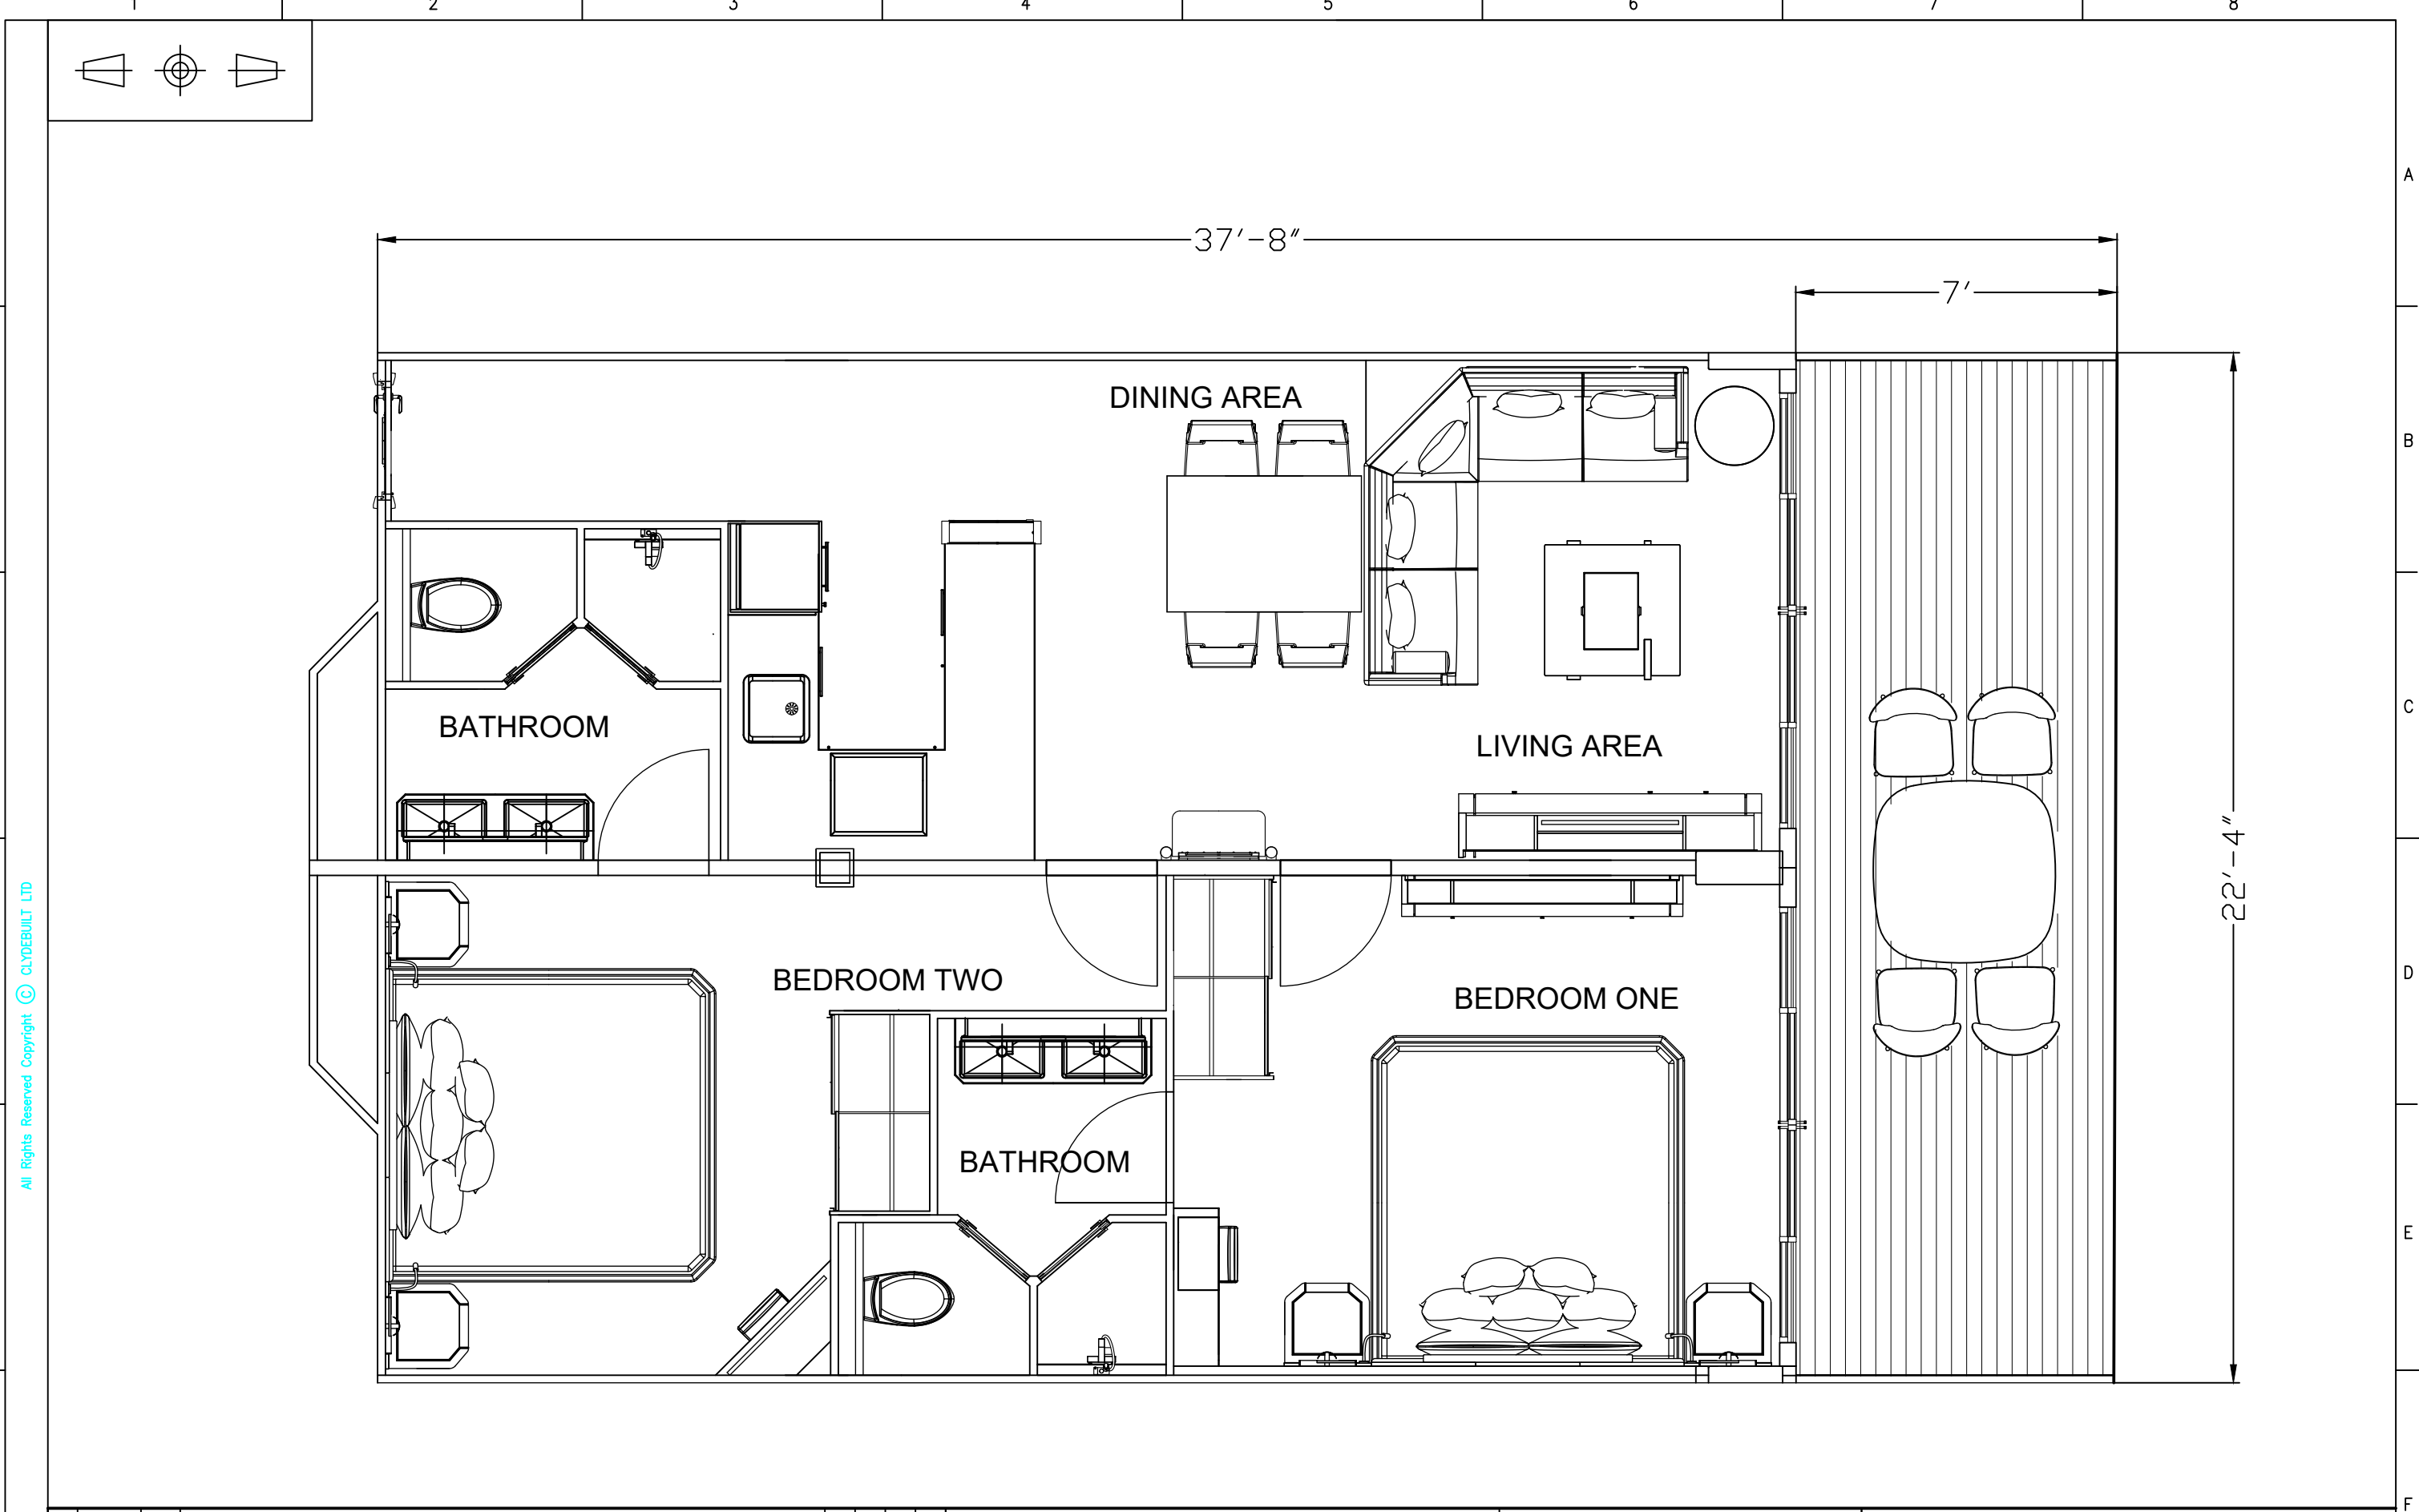 1 2 3 4 5 6 7 8
A
37'-8"
7'
DINING AREA
B
BATHROOM
LIVING AREA
C
22'-4"
All Rights Reserved Copyright © CLYDEBUILT LTD
BEDROOM TWO
BEDROOM ONE
D
BATHROOM
E
F